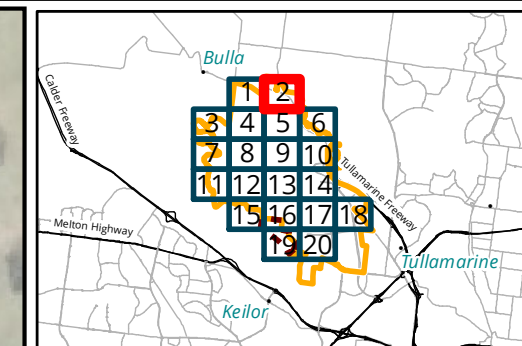 Bulla
1 2
3 4 5 6
7 8 9 10
11 12 13 14
15 16 17 18
19 20
Calder Freeway
Tullamarine Freeway
Melton Highway
Tullamarine
Keilor